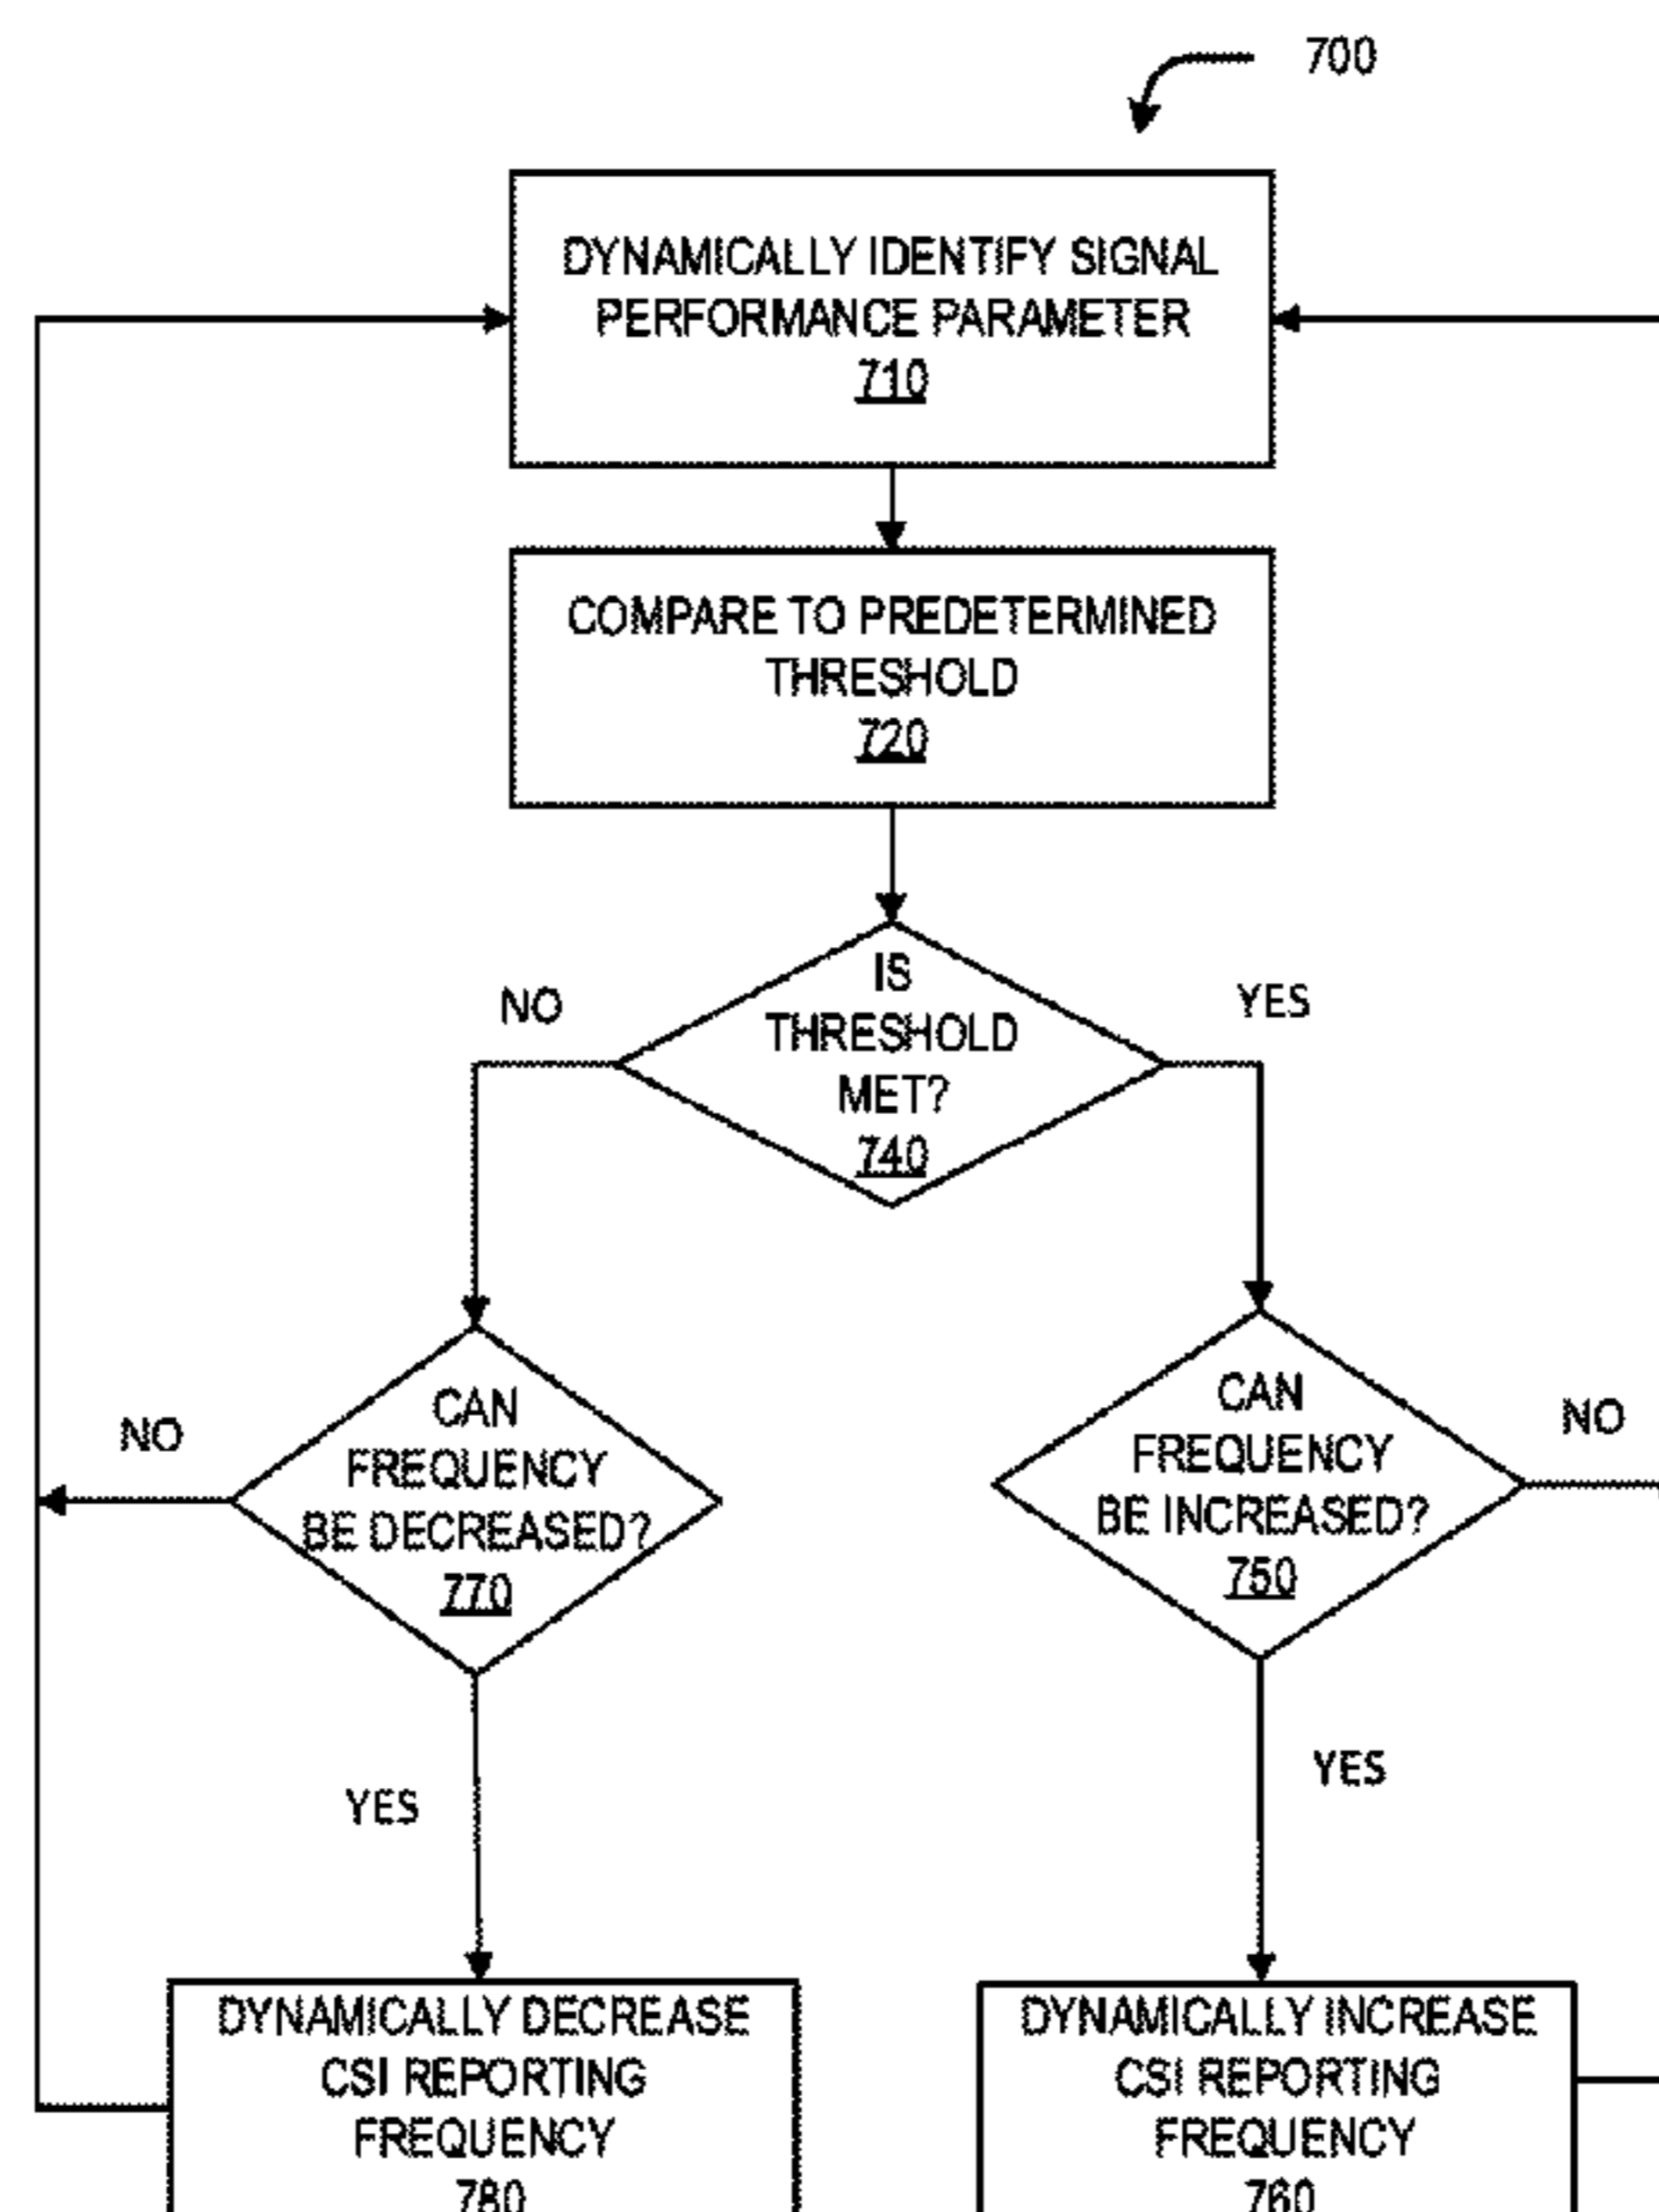 700
DYNAMICALLY IDENTIFY SIGNAL
PERFORMANCE PARAMETER
710
COMPARE TO PREDETERMINED
THRESHOLD
720
IS
THRESHOLD
MET?
740
NO
YES
CAN
FREQUENCY
BE DECREASED?
770
NO
CAN
FREQUENCY
BE INCREASED?
750
NO
YES
YES
DYNAMICALLY DECREASE
CSI REPORTING
FREQUENCY
780
DYNAMICALLY INCREASE
CSI REPORTING
FREQUENCY
760